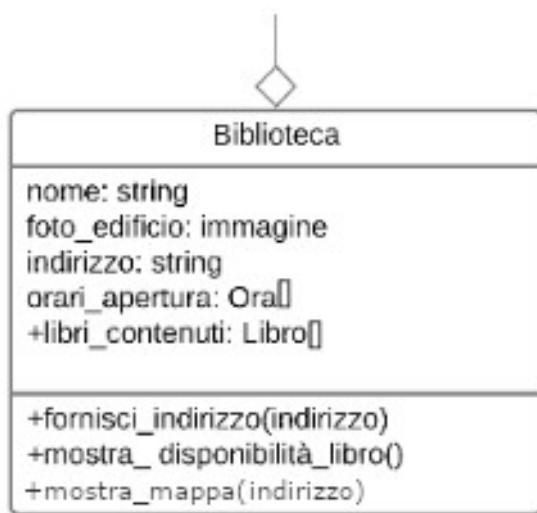 Biblioteca
nome: string
foto_edificio: immagine
indirizzo: string
orari_apertura: Ora[]
+libri_contenuti: Libro[]
+fornisci_indirizzo(indirizzo)
+mostra_ disponibilità_libro()
+mostra_mappa(indirizzo)